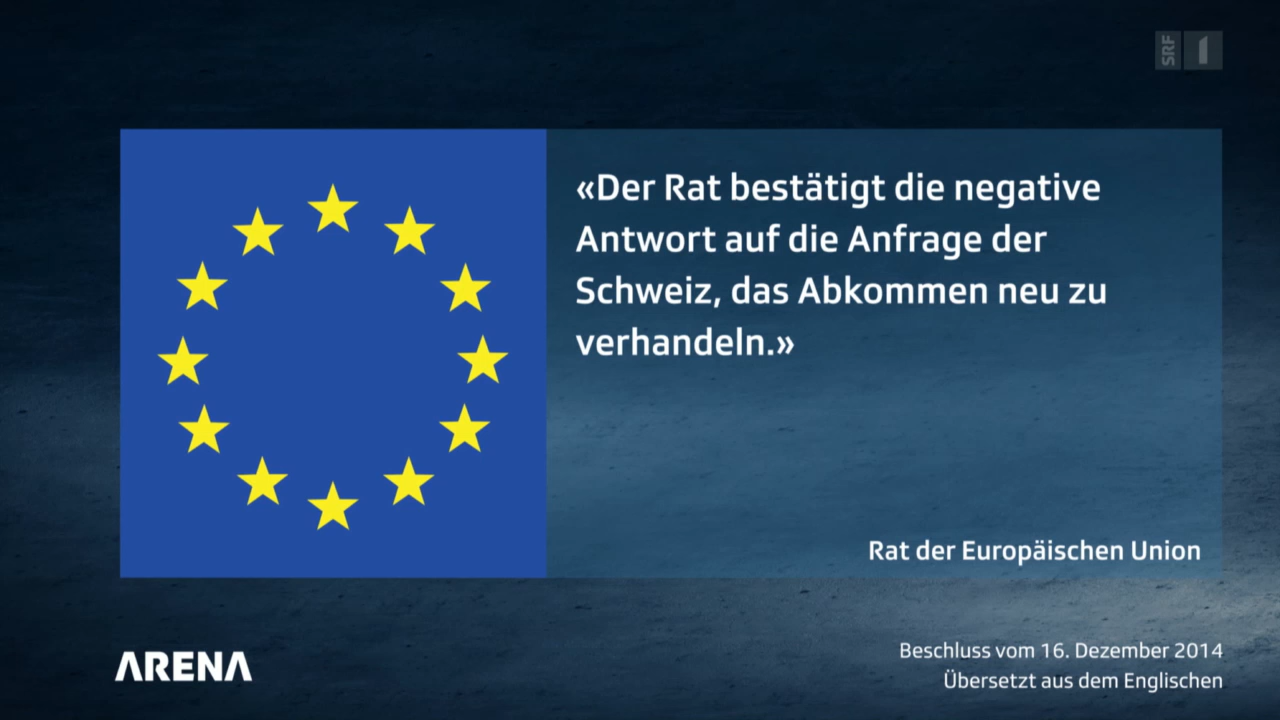 SRF 1
«Der Rat bestätigt die negative
Antwort auf die Anfrage der
Schweiz, das Abkommen neu zu
verhandeln.»
Rat der Europäischen Union
ARENA
Beschluss vom 16. Dezember 2014
Übersetzt aus dem Englischen